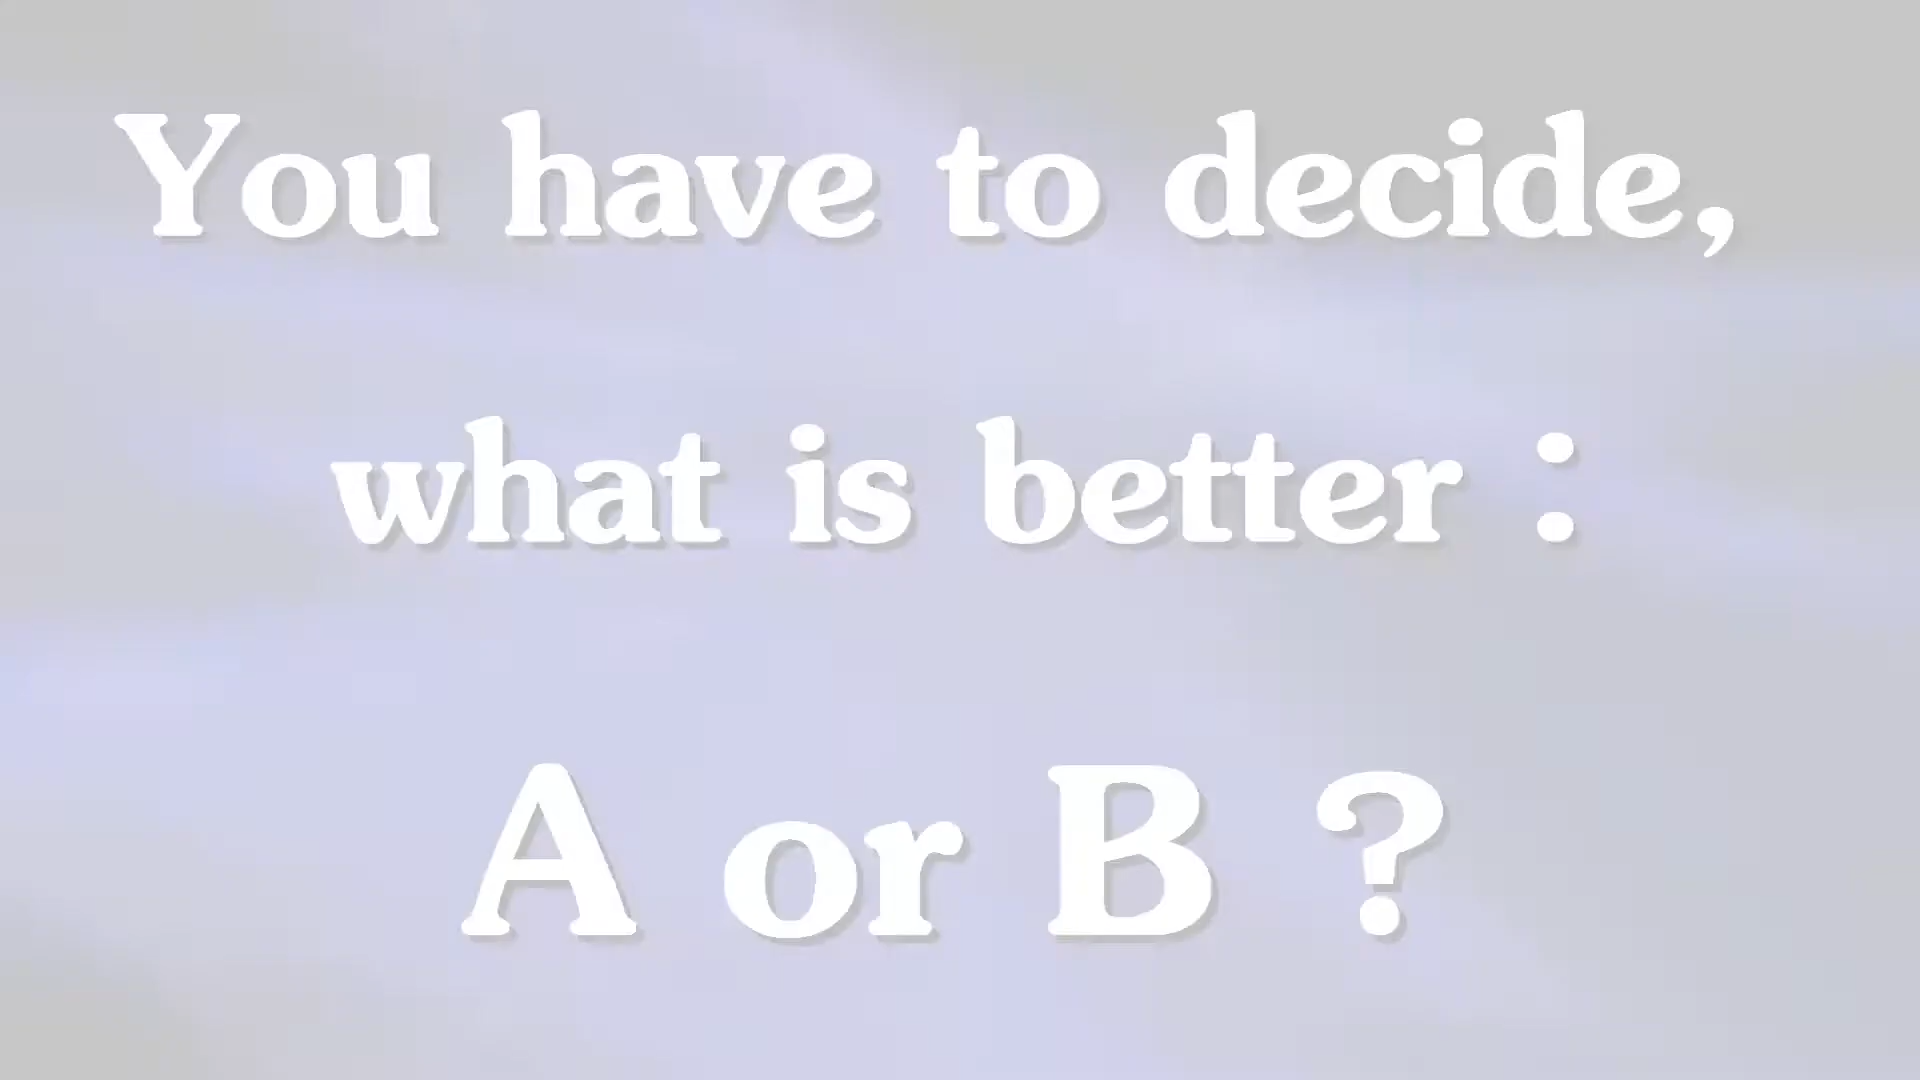 You have to decide,
what is better :
A or B ?